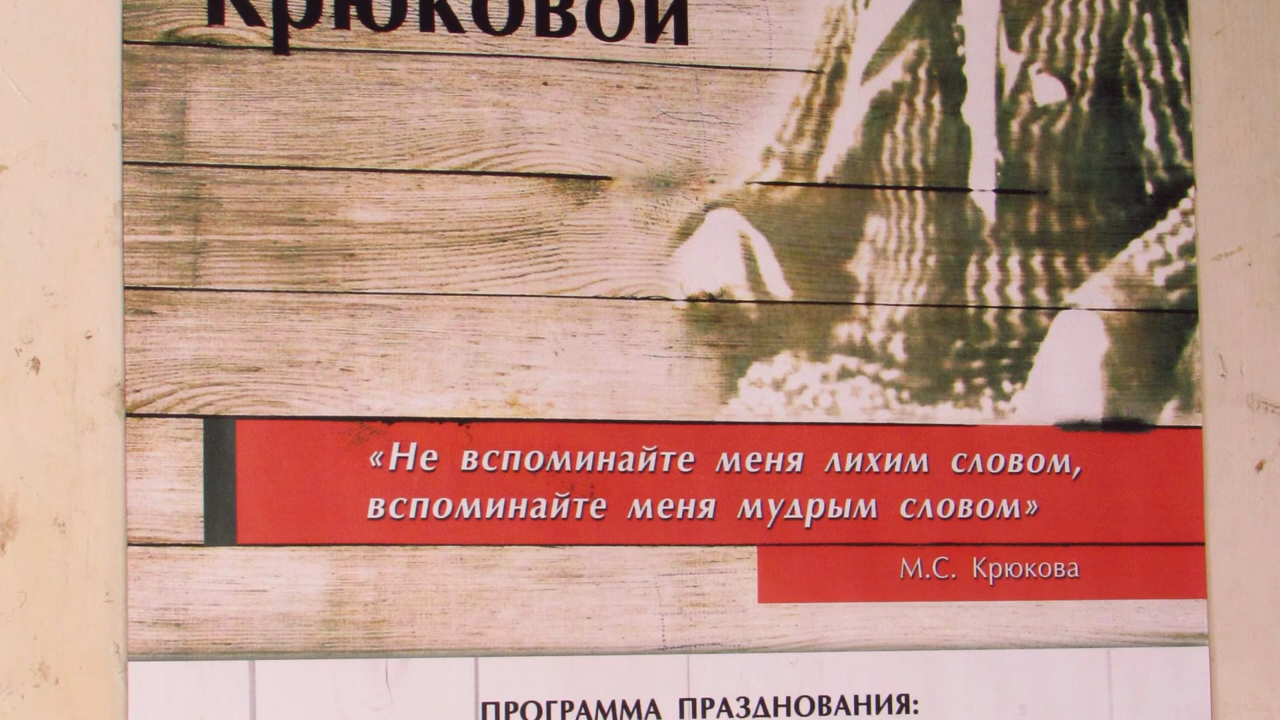 Крюковой
«Не вспоминайте меня лихим словом,
вспоминайте меня мудрым словом»
М.С. Крюкова
ПРОГРАММА ПРАЗДНОВАНИЯ: